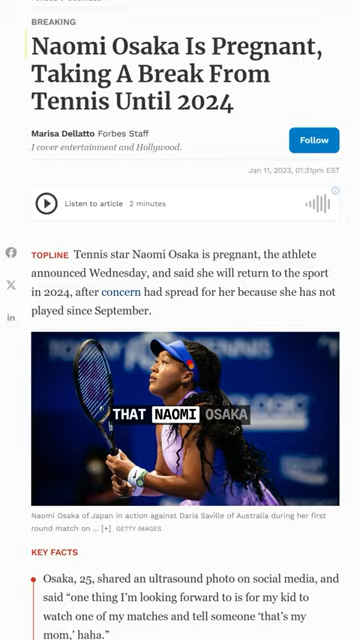 BREAKING
Naomi Osaka Is Pregnant,
Taking A Break From
Tennis Until 2024
Marisa Dellatto Forbes Staff
I cover entertainment and Hollywood.
Follow
Jan 11, 2023, 01:31pm EST
Listen to article 2 minutes
TOPLINE Tennis star Naomi Osaka is pregnant, the athlete
announced Wednesday, and said she will return to the sport
in 2024, after concern had spread for her because she has not
played since September.
THAT NAOMI OSAKA
Naomi Osaka of Japan in action against Daria Saville of Australia during her first
round match on ... [+] GETTY IMAGES
KEY FACTS
Osaka, 25, shared an ultrasound photo on social media, and
said “one thing I’m looking forward to is for my kid to
watch one of my matches and tell someone ‘that’s my
mom,’ haha.”